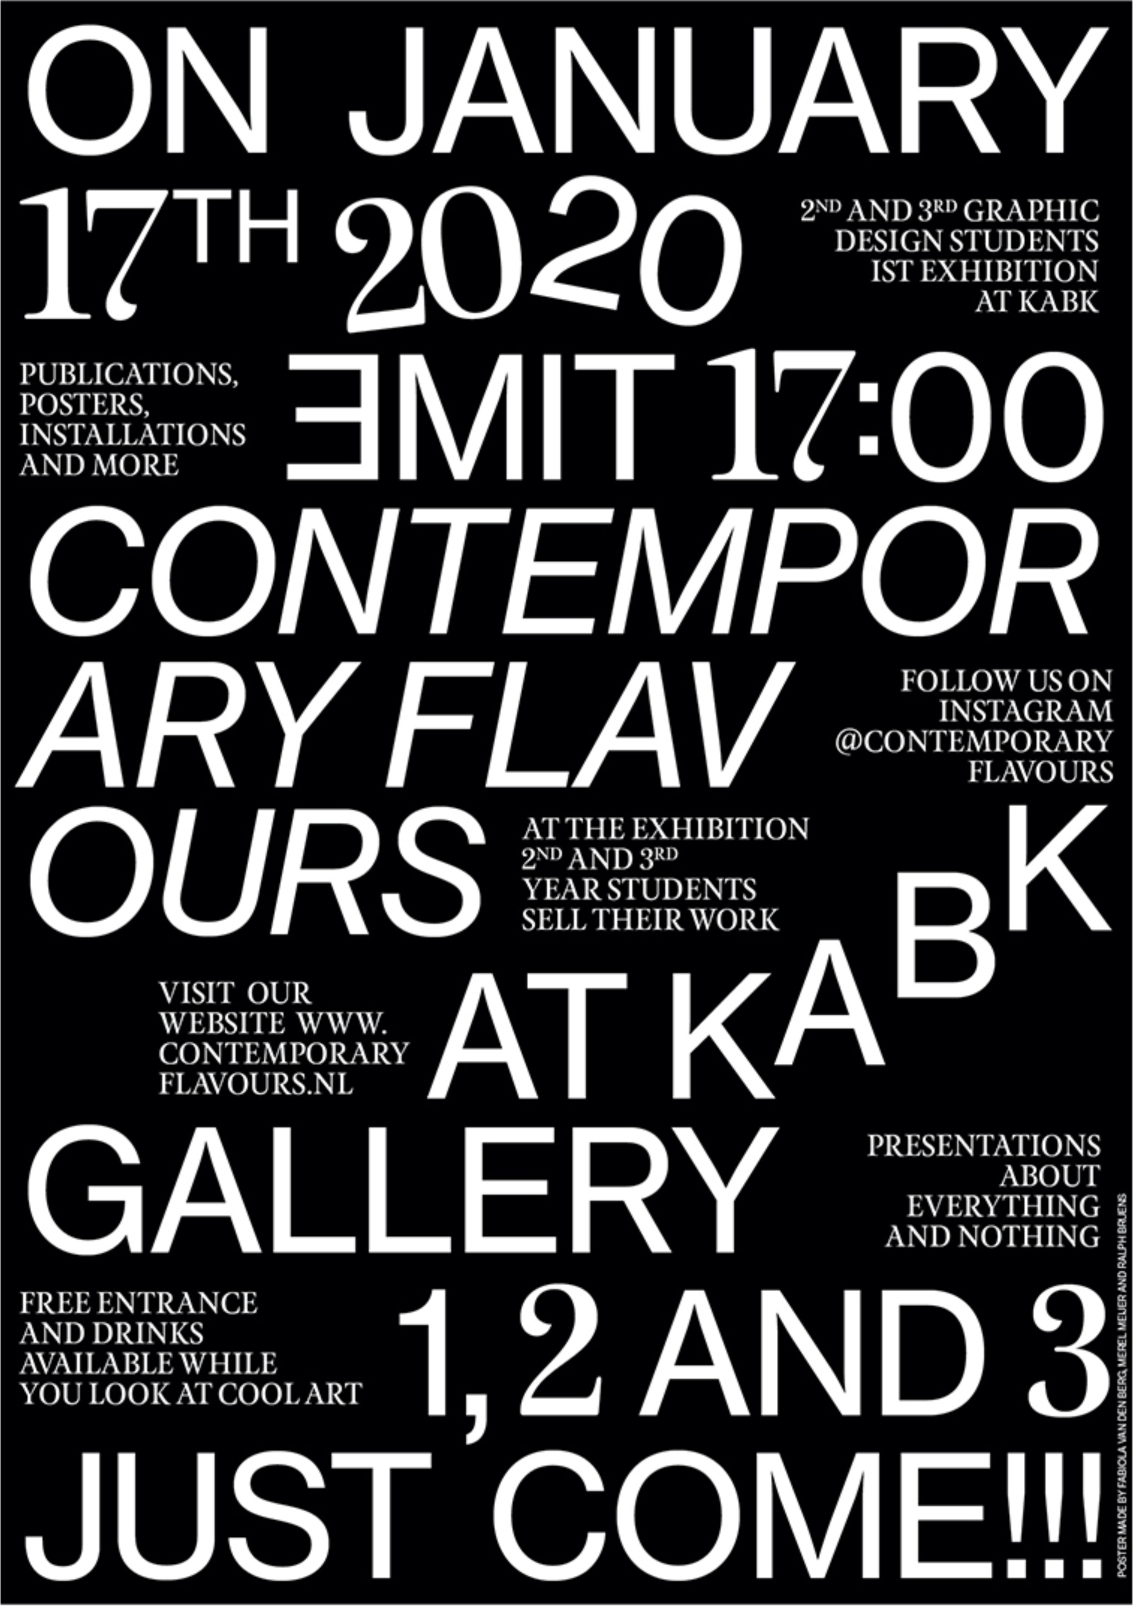 ON JANUARY
17TH 2020
2ND AND 3RD GRAPHIC
DESIGN STUDENTS
IST EXHIBITION
AT KABK
PUBLICATIONS,
POSTERS,
INSTALLATIONS
AND MORE
ƎMIT 17:00
CONTEMPOR
ARY FLAV
FOLLOW US ON
INSTAGRAM
@CONTEMPORARY
FLAVOURS
OURS
AT THE EXHIBITION
2ND AND 3RD
YEAR STUDENTS
SELL THEIR WORK
VISIT OUR
WEBSITE WWW.
CONTEMPORARY
FLAVOURS.NL
AT KABK
GALLERY
PRESENTATIONS
ABOUT
EVERYTHING
AND NOTHING
FREE ENTRANCE
AND DRINKS
AVAILABLE WHILE
YOU LOOK AT COOL ART
1,2 AND 3
JUST COME!!!
POSTER MADE BY FABIOLA VAN DEN BERG, MEREL MEIJER AND RALPH BRUENS